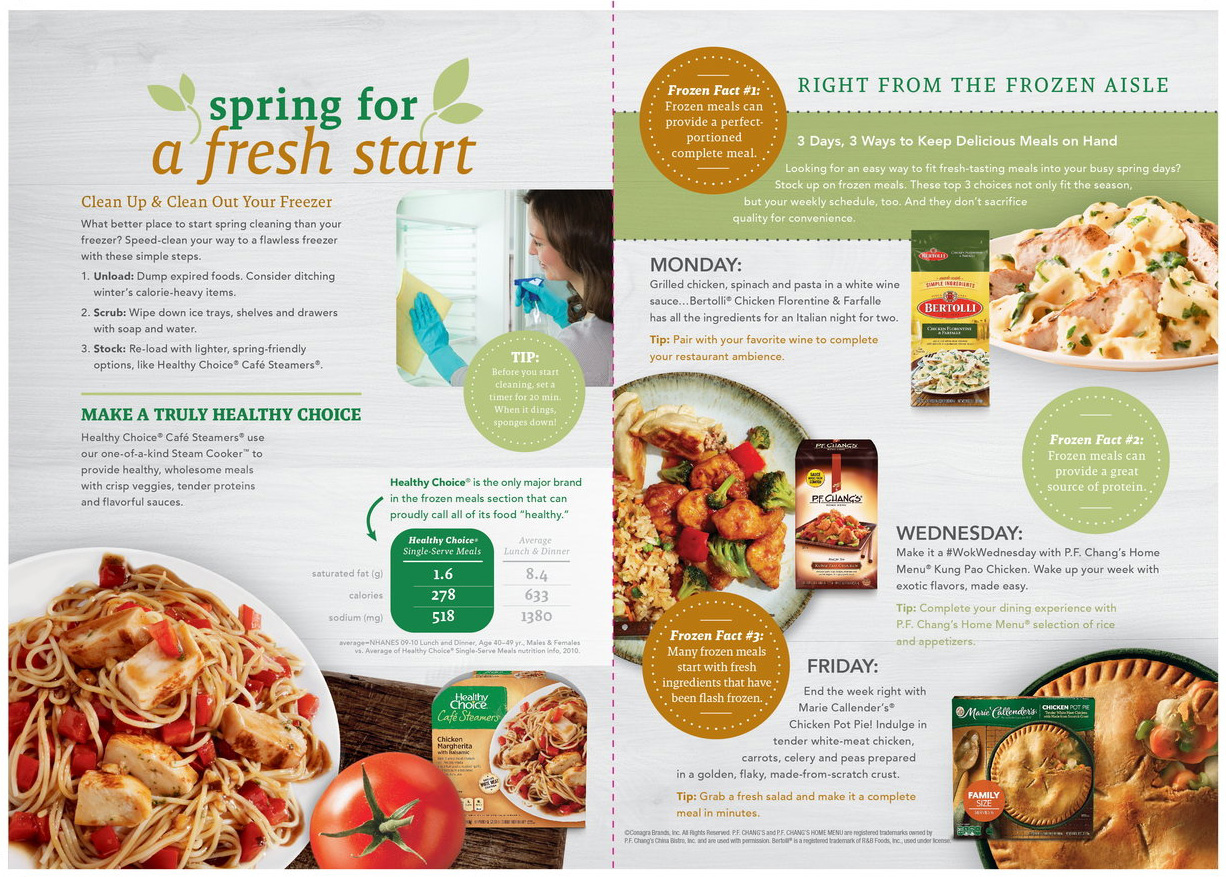 spring for
a fresh start
Clean Up & Clean Out Your Freezer
What better place to start spring cleaning than your
freezer? Speed-clean your way to a flawless freezer
with these simple steps.
1. Unload: Dump expired foods. Consider ditching
winter's calorie-heavy items.
2. Scrub: Wipe down ice trays, shelves and drawers
with soap and water.
3. Stock: Re-load with lighter, spring-friendly
options, like Healthy Choice® Café Steamers®.
TIP:
Before you start
cleaning, set a
timer for 20 min.
When it dings,
sponges down!
MAKE A TRULY HEALTHY CHOICE
Healthy Choice® Café Steamers® use
our one-of-a-kind Steam Cooker™ to
provide healthy, wholesome meals
with crisp veggies, tender proteins
and flavorful sauces.
Healthy Choice® is the only major brand
in the frozen meals section that can
proudly call all of its food "healthy."
Healthy Choice® Average
Single-Serve Meals Lunch & Dinner
saturated fat (g) 1.6 8.4
calories 278 633
sodium (mg) 518 1380
average=NHANES 09-10 Lunch and Dinner, Age 40–49 yr., Males & Females
vs. Average of Healthy Choice® Single-Serve Meals nutrition info, 2010.
Healthy
Choice
Café Steamers
Chicken
Margherita
with Balsamic
Frozen Fact #1:
Frozen meals can
provide a perfect-
portioned
complete meal.
RIGHT FROM THE FROZEN AISLE
3 Days, 3 Ways to Keep Delicious Meals on Hand
Looking for an easy way to fit fresh-tasting meals into your busy spring days?
Stock up on frozen meals. These top 3 choices not only fit the season,
but your weekly schedule, too. And they don't sacrifice
quality for convenience.
MONDAY:
Grilled chicken, spinach and pasta in a white wine
sauce...Bertolli® Chicken Florentine & Farfalle
has all the ingredients for an Italian night for two.
Tip: Pair with your favorite wine to complete
your restaurant ambience.
BERTOLLI
SIMPLE INGREDIENTS
BERTOLLI
CHICKEN FLORENTINE
& FARFALLE
Frozen Fact #2:
Frozen meals can
provide a great
source of protein.
P.F. CHANG'S
P.F. CHANG'S
HOME MENU
KUNG PAO CHICKEN
WEDNESDAY:
Make it a #WokWednesday with P.F. Chang's Home
Menu® Kung Pao Chicken. Wake up your week with
exotic flavors, made easy.
Tip: Complete your dining experience with
P.F. Chang's Home Menu® selection of rice
and appetizers.
Frozen Fact #3:
Many frozen meals
start with fresh
ingredients that have
been flash frozen.
FRIDAY:
End the week right with
Marie Callender's®
Chicken Pot Pie! Indulge in
tender white-meat chicken,
carrots, celery and peas prepared
in a golden, flaky, made-from-scratch crust.
Tip: Grab a fresh salad and make it a complete
meal in minutes.
Marie Callender's
CHICKEN POT PIE
FAMILY
SIZE
©Conagra Brands, Inc. All Rights Reserved. P.F. CHANG'S and P.F. CHANG'S HOME MENU are registered trademarks owned by
P.F. Chang's China Bistro, Inc. and are used with permission. Bertolli® is a registered trademark of R&B Foods, Inc., used under license.